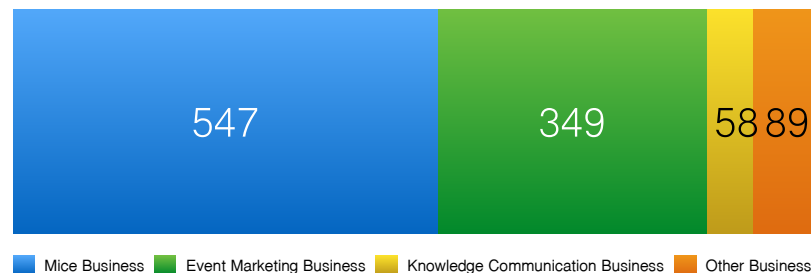 547 349 58 89
Mice Business Event Marketing Business Knowledge Communication Business Other Business